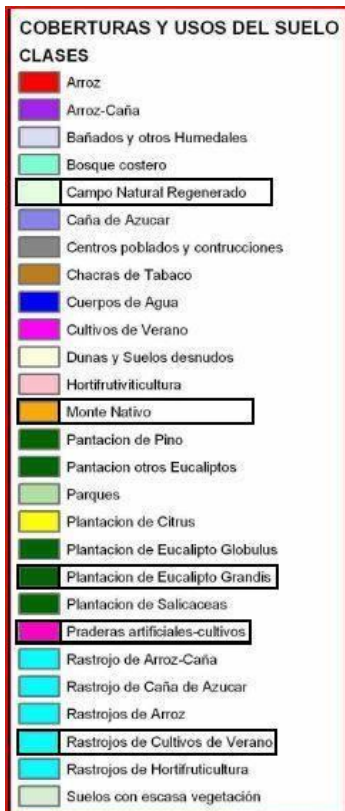 COBERTURAS Y USOS DEL SUELO
CLASES
Arroz
Arroz-Caña
Bañados y otros Humedales
Bosque costero
Campo Natural Regenerado
Caña de Azucar
Centros poblados y contrucciones
Chacras de Tabaco
Cuerpos de Agua
Cultivos de Verano
Dunas y Suelos desnudos
Hortifrutiviticultura
Monte Nativo
Pantacion de Pino
Pantacion otros Eucaliptos
Parques
Plantacion de Citrus
Plantacion de Eucalipto Globulus
Plantacion de Eucalipto Grandis
Plantacion de Salicaceas
Praderas artificiales-cultivos
Rastrojo de Arroz-Caña
Rastrojo de Caña de Azucar
Rastrojos de Arroz
Rastrojos de Cultivos de Verano
Rastrojos de Hortifruticultura
Suelos con escasa vegetación